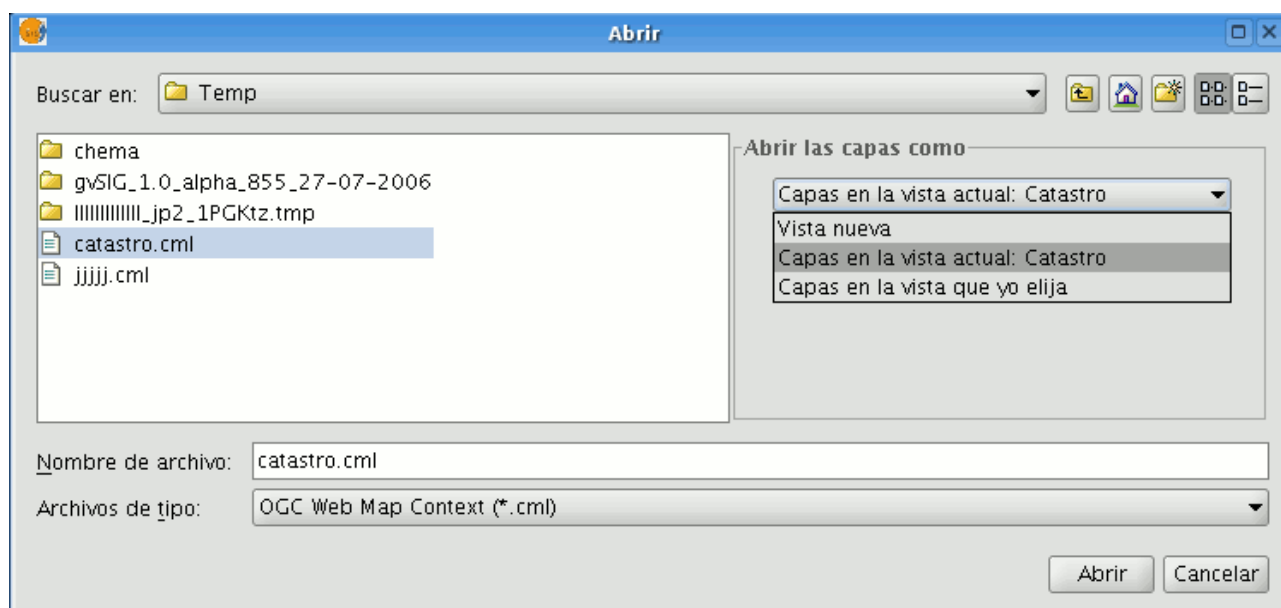 Abrir
Buscar en: Temp
chema
gvSIG_1.0_alpha_855_27-07-2006
catastro.cml
jjjjj.cml
Abrir las capas como
Capas en la vista actual: Catastro
Vista nueva
Capas en la vista actual: Catastro
Capas en la vista que yo elija
Nombre de archivo: catastro.cml
Archivos de tipo: OGC Web Map Context (*.cml)
Abrir Cancelar